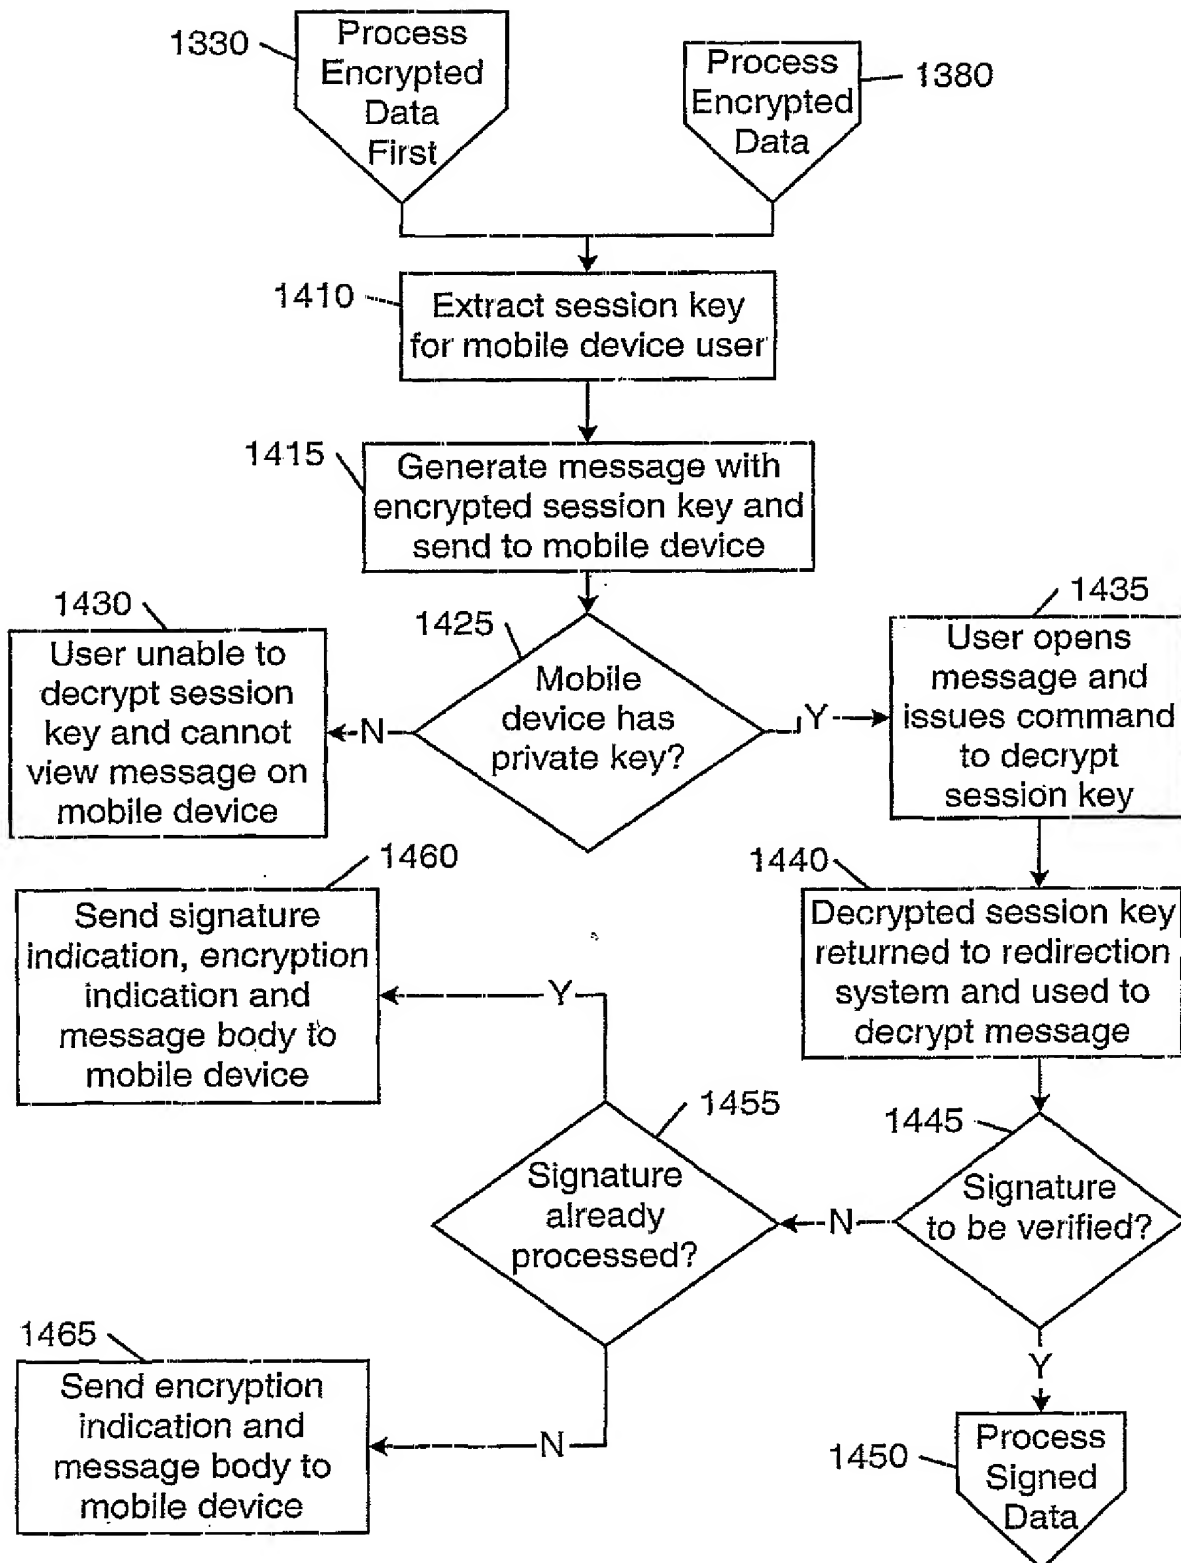 1330
Process
Encrypted
Data
First
Process
Encrypted
Data
1380
1410
Extract session key
for mobile device user
1415
Generate message with
encrypted session key and
send to mobile device
1430
User unable to
decrypt session
key and cannot
view message on
mobile device
N
1425
Mobile
device has
private key?
Y
1435
User opens
message and
issues command
to decrypt
session key
1460
Send signature
indication, encryption
indication and
message body to
mobile device
Y
1440
Decrypted session key
returned to redirection
system and used to
decrypt message
1455
Signature
already
processed?
N
1445
Signature
to be verified?
1465
Send encryption
indication and
message body to
mobile device
N
Y
1450
Process
Signed
Data